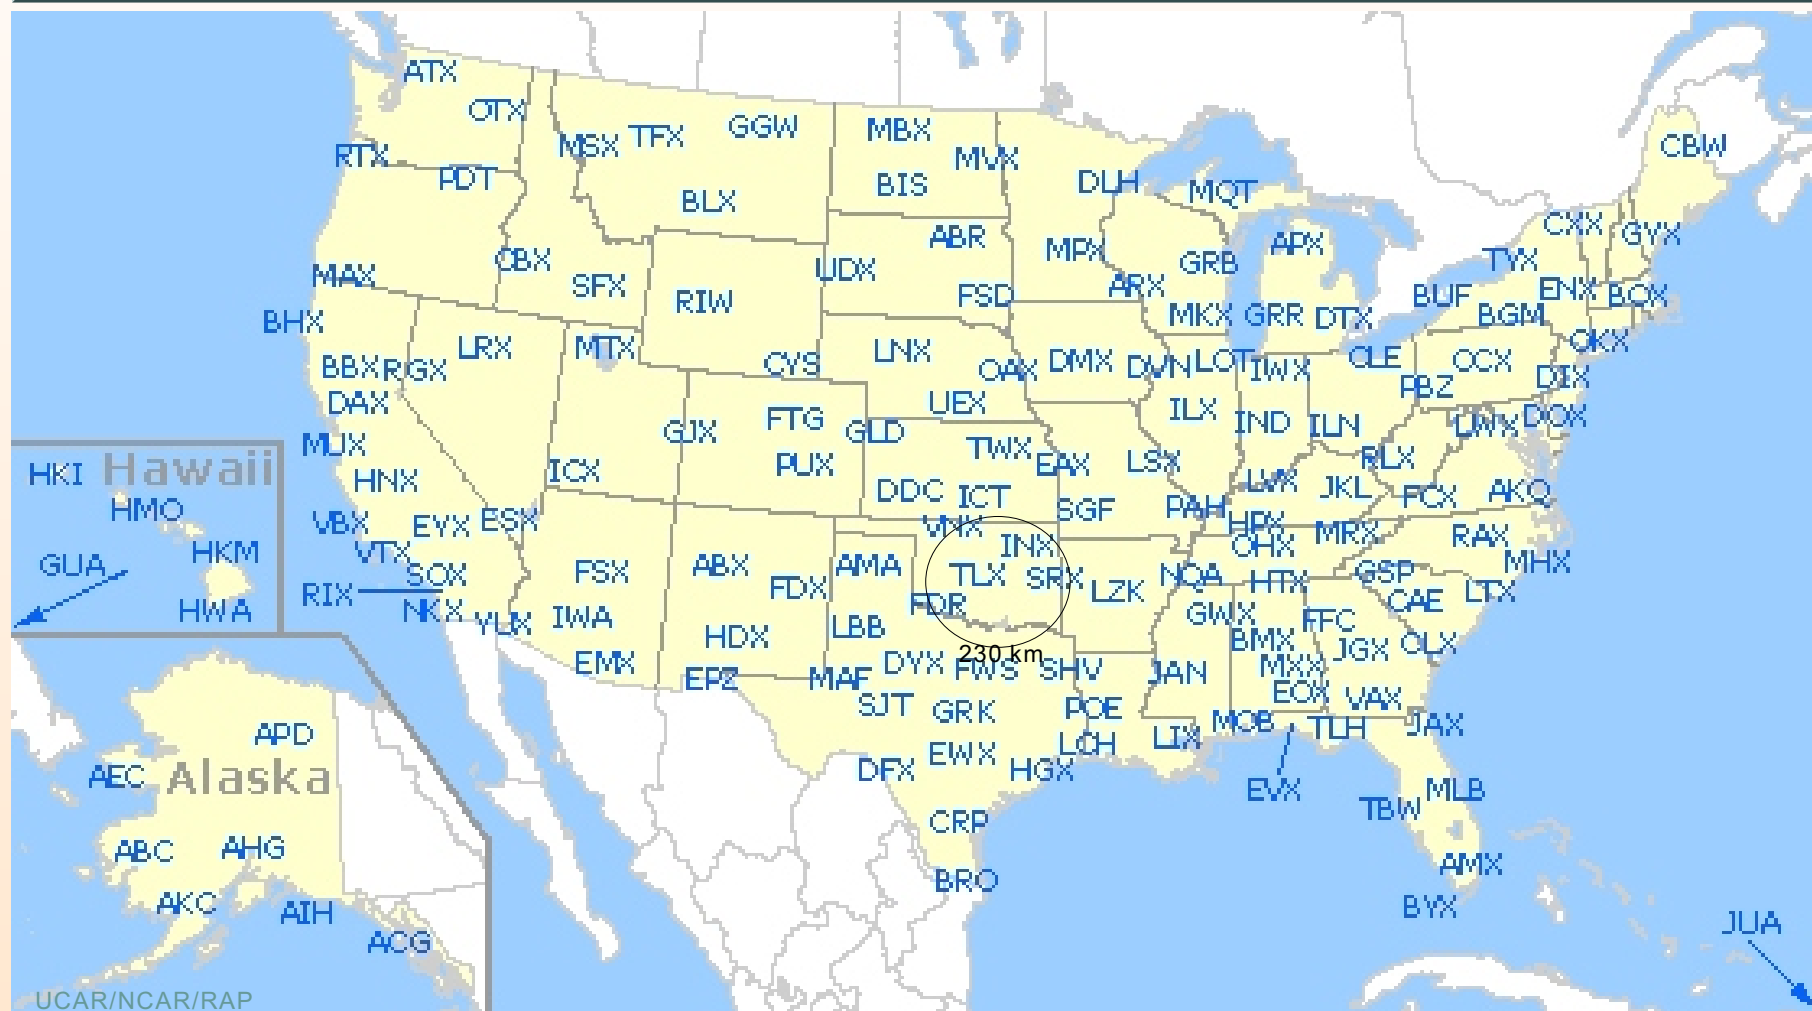 ATX
OTX
RTX
PDT
MSX
TFX
GGW
MBX
MVX
BIS
BLX
DLH
MQT
CBW
CBX
SFX
MAX
RIW
UDX
ABR
FSD
MPX
ARX
GRB
APX
CXX
GYX
TYX
ENX
BOX
BUF
BGM
OKX
MKX
GRR
DTX
BHX
LRX
MTX
CYS
LNX
OAX
DMX
DVN
LOT
IWX
CLE
CCX
PBZ
DIX
BBX
RGX
DAX
UEX
FTG
GLD
ILX
IND
ILN
LWX
DOX
MUX
GJX
PUX
TWX
EAX
LSX
RLX
HNX
ICX
DDC
ICT
SGF
PAH
LVX
JKL
FCX
AKQ
HKI
Hawaii
HMO
HKM
GUA
HWA
VBX
EYX
ESX
VTX
SOX
RIX
NKX
YUX
FSX
IWA
EMX
ABX
FDX
HDX
EPZ
AMA
LBB
VNX
INX
TLX
SRX
FDR
230 km
LZK
NQA
HPX
OHX
MRX
RAX
MHX
HTX
GSP
CAE
LTX
GWX
FFC
BMX
JGX
CLX
MXX
EOX
VAX
MAF
DYX
FWS
SHV
JAN
SJT
GRK
POE
MOB
TLH
JAX
EWX
LCH
LIX
DFX
HGX
EVX
MLB
TBW
CRP
AMX
BRO
BYX
JUA
APD
AEC
Alaska
ABC
AHG
AKC
AIH
ACG
UCAR/NCAR/RAP